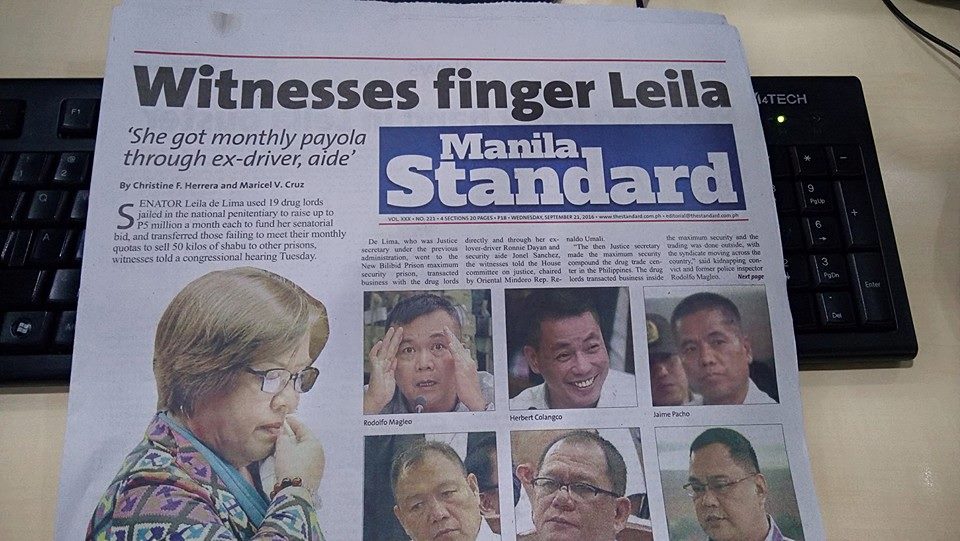 Witnesses finger Leila
'She got monthly payola
through ex-driver, aide'
By Christine F. Herrera and Maricel V. Cruz
SENATOR Leila de Lima used 19 drug lords
jailed in the national penitentiary to raise up to
P5 million a month each to fund her senatorial
bid, and transferred those failing to meet their monthly
quotas to sell 50 kilos of shabu to other prisons,
witnesses told a congressional hearing Tuesday.
Manila
Standard
VOL. XXX • NO. 221 • 4 SECTIONS 20 PAGES • P18 • WEDNESDAY, SEPTEMBER 21, 2016 • www.thestandard.com.ph • editorial@thestandard.com.ph
De Lima, who was Justice
secretary under the previous
administration, went to the
New Bilibid Prison maximum
security prison, transacted
business with the drug lords
directly and through her ex-
lover-driver Ronnie Dayan and
security aide Jonel Sanchez,
the witnesses told the House
committee on justice, chaired
by Oriental Mindoro Rep. Re-
naldo Umali.
"The then Justice secretary
made the maximum security
compound the drug trade cen-
ter in the Philippines. The drug
lords transacted business inside
the maximum security and the
trading was done outside, with
the syndicate moving across the
country," said kidnapping con-
vict and former police inspector
Rodolfo Magleo.
Next page
Rodolfo Magleo
Herbert Colangco
Jaime Pacho
F1
A4TECH
*
-
9
PgUp
6
3
PgDn
Enter
Del